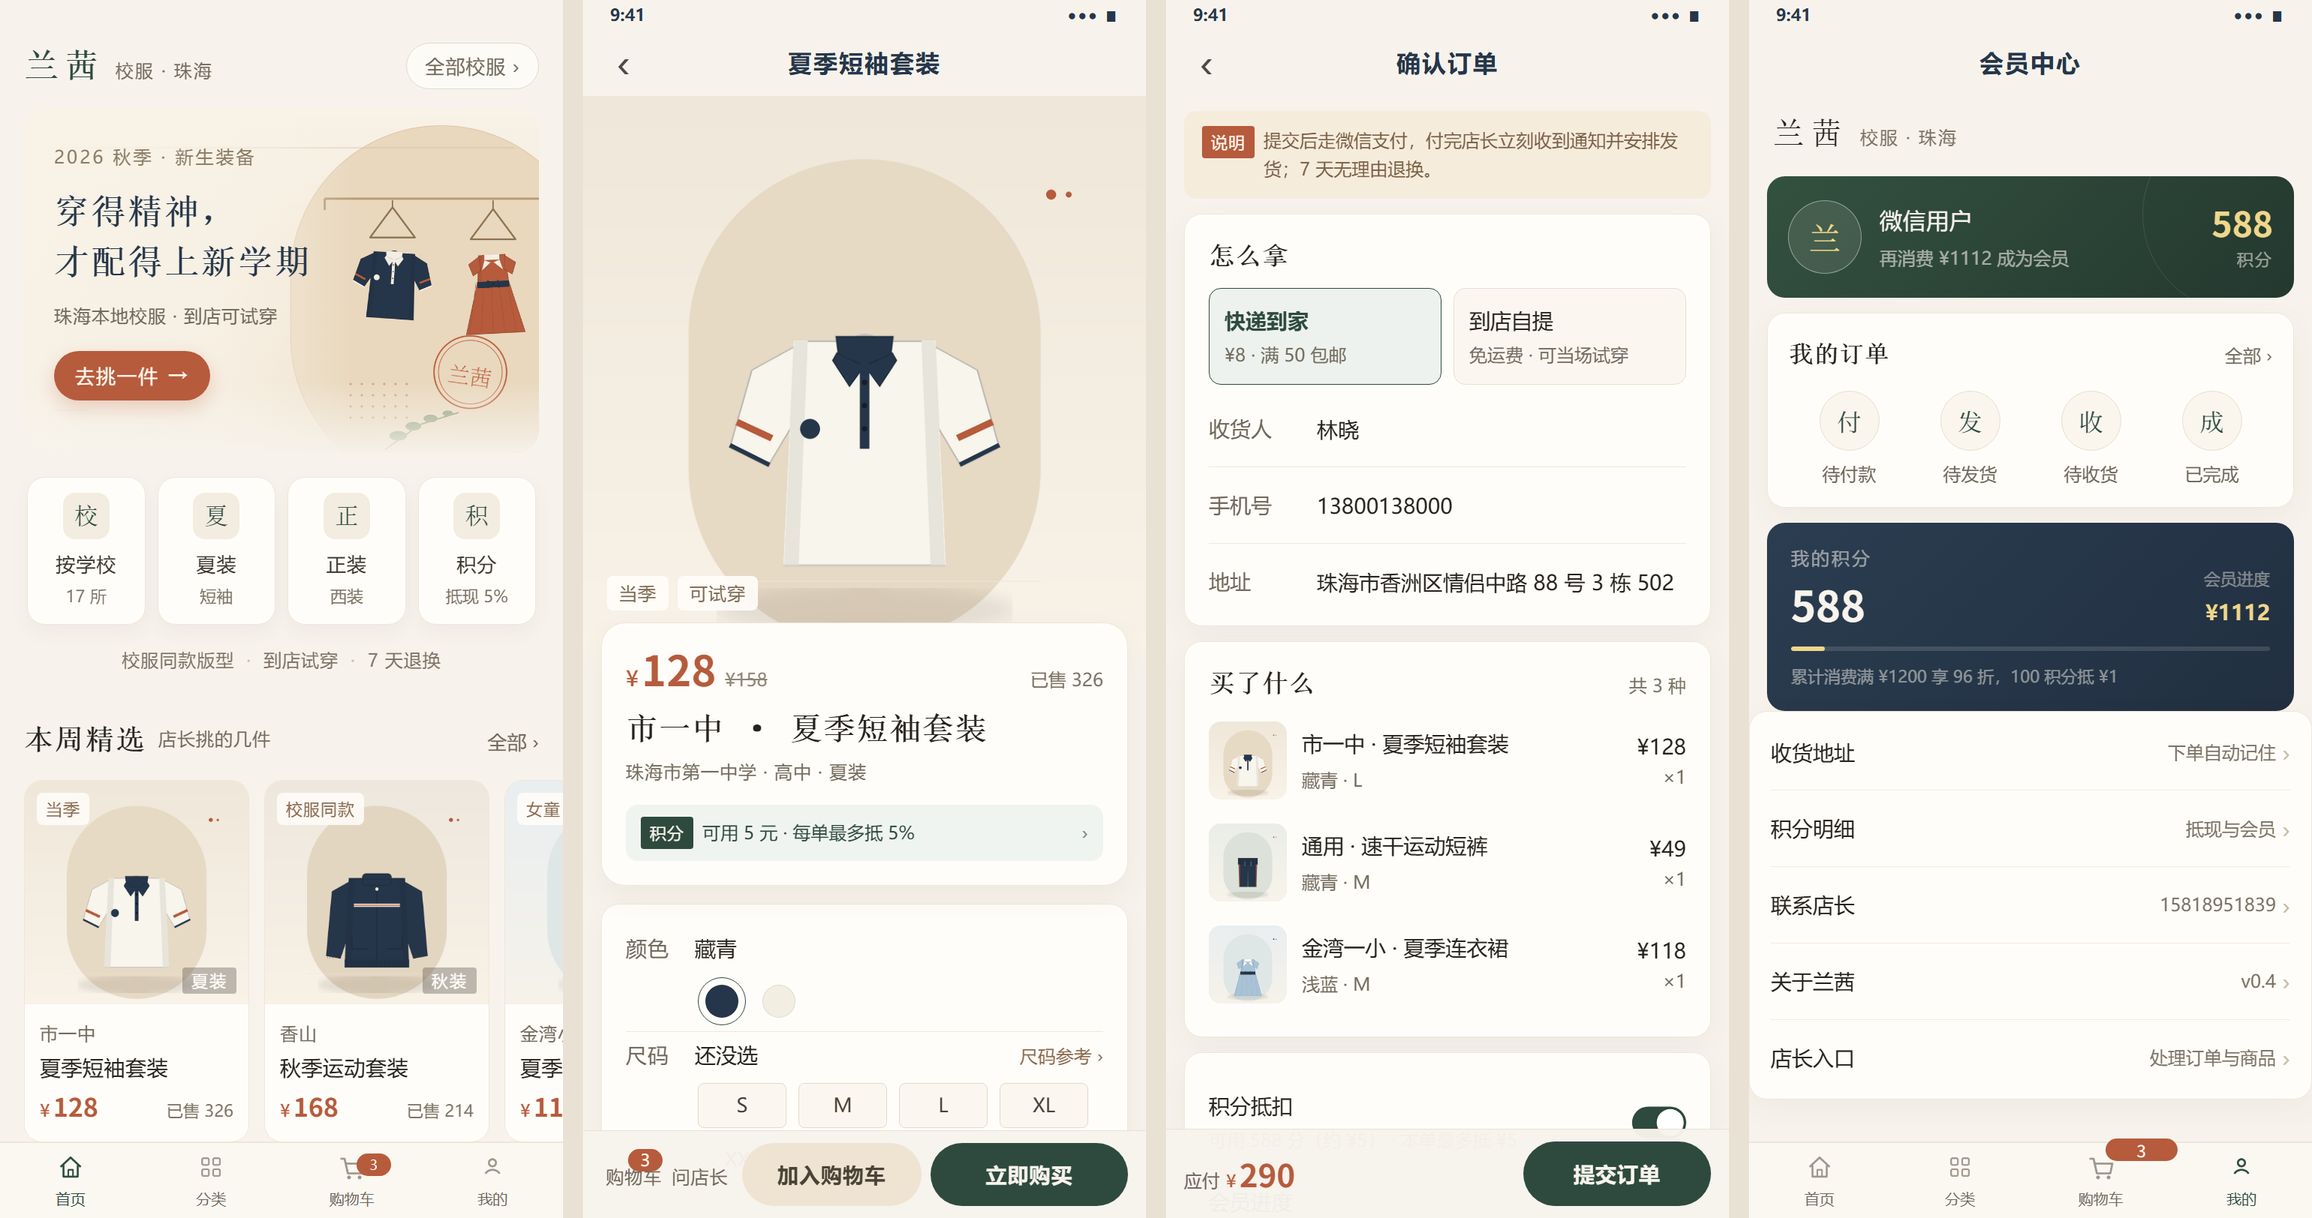 兰茜 校服 · 珠海
全部校服 ›
2026 秋季 · 新生装备
穿得精神，
才配得上新学期
珠海本地校服 · 到店可试穿
去挑一件 →
兰茜
校 夏 正 积
按学校 夏装 正装 积分
17 所 短袖 西装 抵现 5%
校服同款版型 · 到店试穿 · 7 天退换
本周精选 店长挑的几件 全部 ›
当季 校服同款 女童
夏装 秋装
市一中 香山 金湾
夏季短袖套装 秋季运动套装 夏季
¥128 已售 326 ¥168 已售 214 ¥11
3
首页 分类 购物车 我的
9:41
‹ 夏季短袖套装
当季 可试穿
¥128 ¥158 已售 326
市一中 · 夏季短袖套装
珠海市第一中学 · 高中 · 夏装
积分 可用 5 元 · 每单最多抵 5% ›
颜色 藏青
尺码 还没选 尺码参考 ›
S M L XL
3
购物车 问店长 加入购物车 立即购买
9:41
‹ 确认订单
说明 提交后走微信支付，付完店长立刻收到通知并安排发
货；7 天无理由退换。
怎么拿
快递到家 到店自提
¥8 · 满 50 包邮 免运费 · 可当场试穿
收货人 林晓
手机号 13800138000
地址 珠海市香洲区情侣中路 88 号 3 栋 502
买了什么 共 3 种
市一中 · 夏季短袖套装 ¥128
藏青 · L ×1
通用 · 速干运动短裤 ¥49
藏青 · M ×1
金湾一小 · 夏季连衣裙 ¥118
浅蓝 · M ×1
积分抵扣
应付 ¥290 提交订单
会员进度
9:41
会员中心
兰茜 校服 · 珠海
兰 微信用户 588
再消费 ¥1112 成为会员 积分
我的订单 全部 ›
付 发 收 成
待付款 待发货 待收货 已完成
我的积分 会员进度
588 ¥1112
累计消费满 ¥1200 享 96 折，100 积分抵 ¥1
收货地址 下单自动记住 ›
积分明细 抵现与会员 ›
联系店长 15818951839 ›
关于兰茜 v0.4 ›
店长入口 处理订单与商品 ›
3
首页 分类 购物车 我的